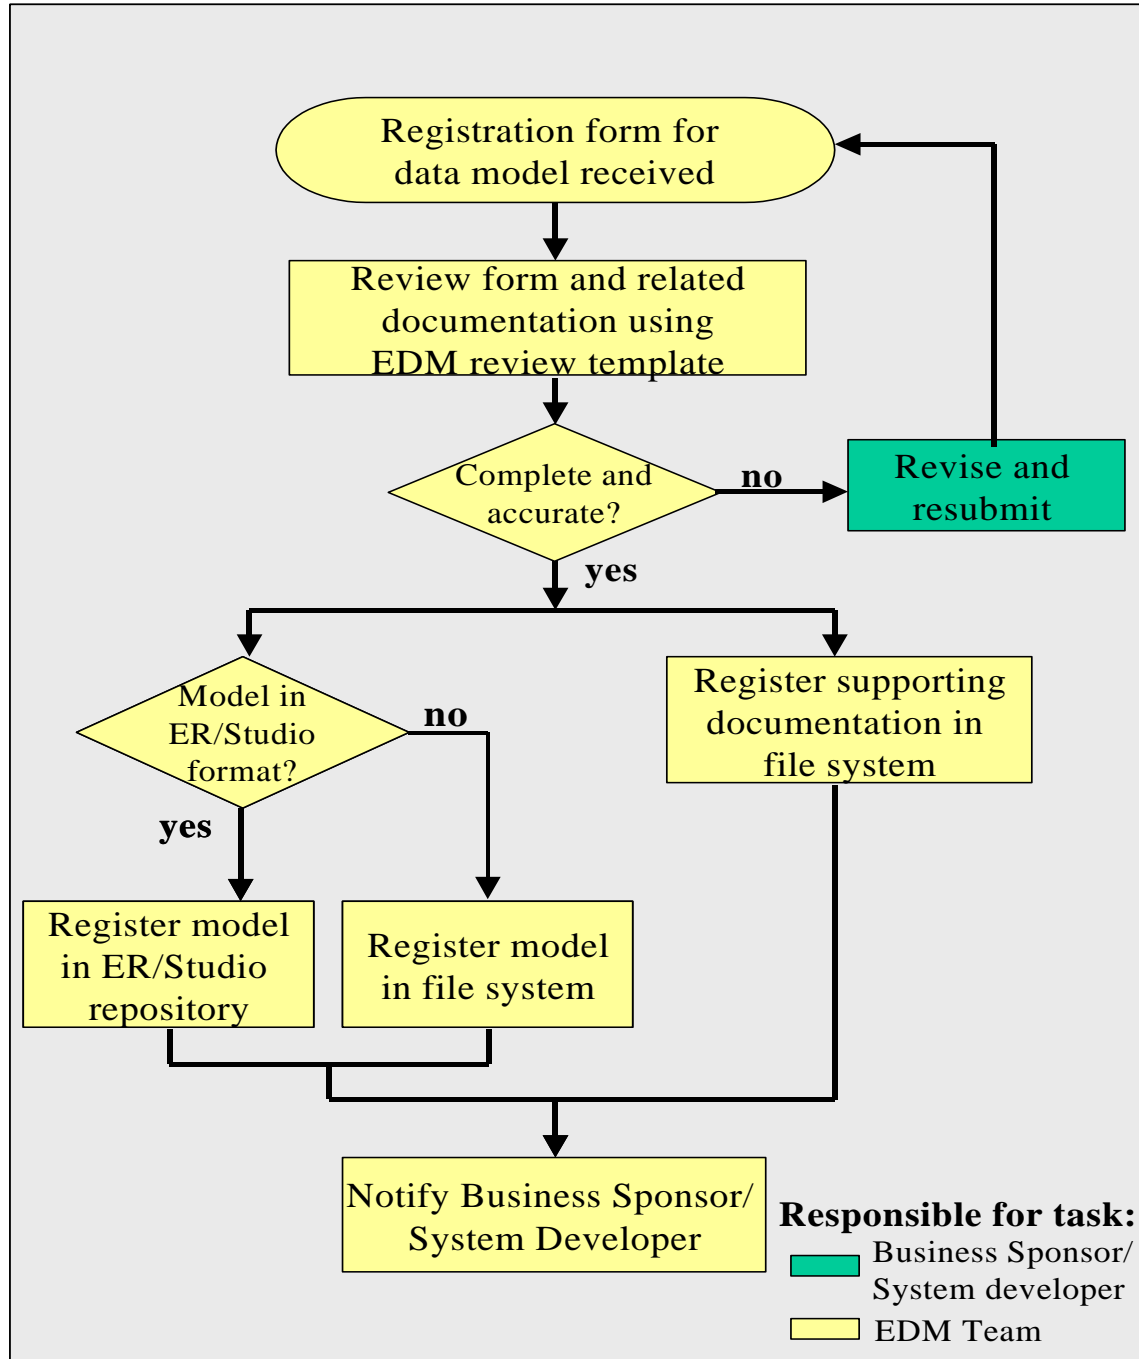 Registration form for
data model received
Review form and related
documentation using
EDM review template
Complete and
accurate?
no
Revise and
resubmit
yes
Model in
ER/Studio
format?
no
Register supporting
documentation in
file system
yes
Register model
in ER/Studio
repository
Register model
in file system
Notify Business Sponsor/
System Developer
Responsible for task:
Business Sponsor/
System developer
EDM Team